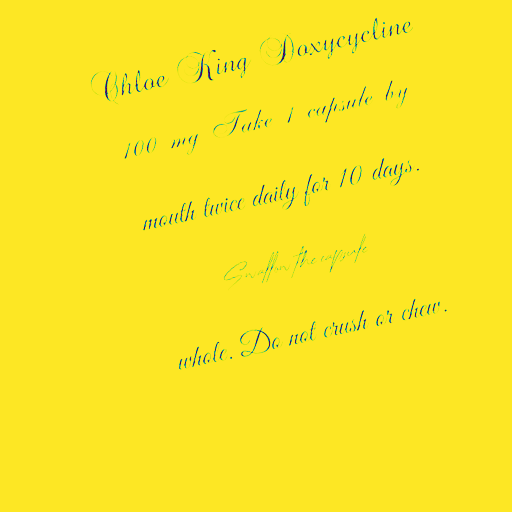 Chloe King Doxycycline
100 mg Take 1 capsule by
mouth twice daily for 10 days.
Swallow the capsule
whole. Do not crush or chew.